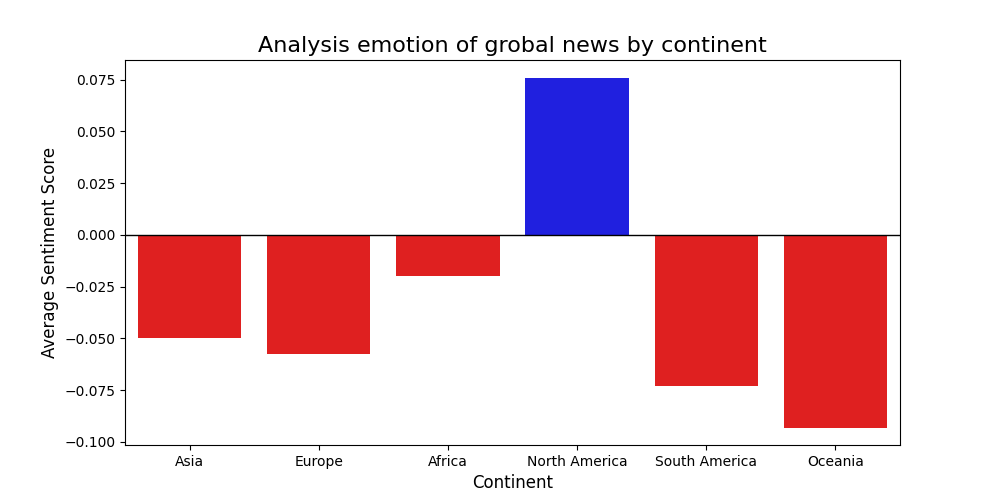 Analysis emotion of grobal news by continent
Average Sentiment Score
0.075
0.050
0.025
0.000
−0.025
−0.050
−0.075
−0.100
Asia Europe Africa North America South America Oceania
Continent